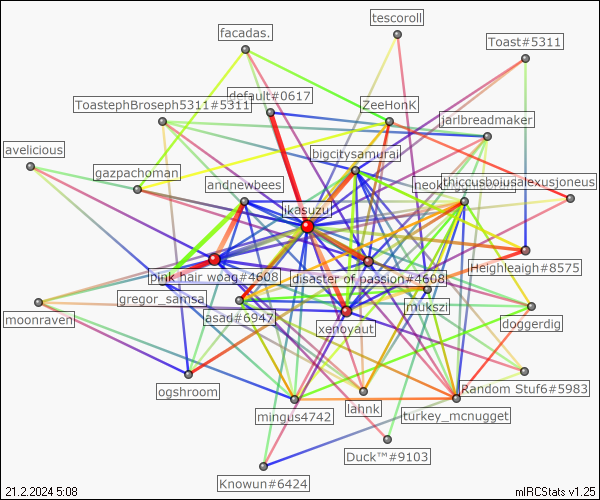 tescoroll
facadas.
Toast#5311
default#0617
ToastephBroseph5311#5311
ZeeHonK
jarlbreadmaker
avelicious
bigcitysamurai
gazpachoman
andnewbees
thicousboiousalexusjoneus
ikasuzu
Heighleaigh#8575
pink hair woag#4608
disaster of passion#4608
gregor_samsa
mukszi
moonraven
asad#6947
doggerdig
xenoyaut
ogshroom
Random Stuf6#5983
lahnk
mingus4742
turkey_mcnugget
Duck™#9103
Knowun#6424
21.2.2024 5:08
mIRCStats v1.25